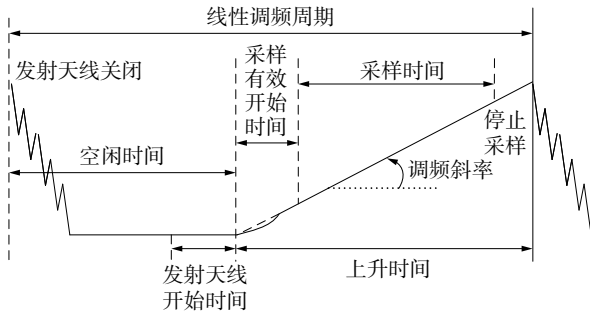 线性调频周期
发射天线关闭
采样
有效
开始
时间
采样时间
停止
采样
空闲时间
调频斜率
发射天线
开始时间
上升时间